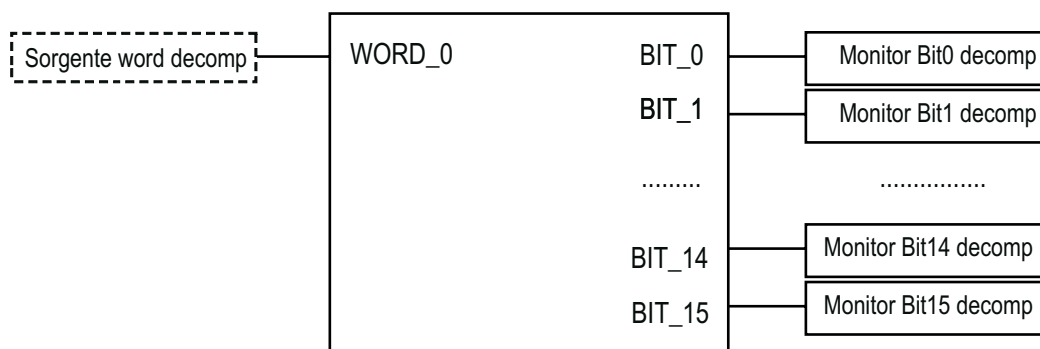 Sorgente word decomp
WORD_0
BIT_0
Monitor Bit0 decomp
BIT_1
Monitor Bit1 decomp
.........
................
BIT_14
Monitor Bit14 decomp
BIT_15
Monitor Bit15 decomp